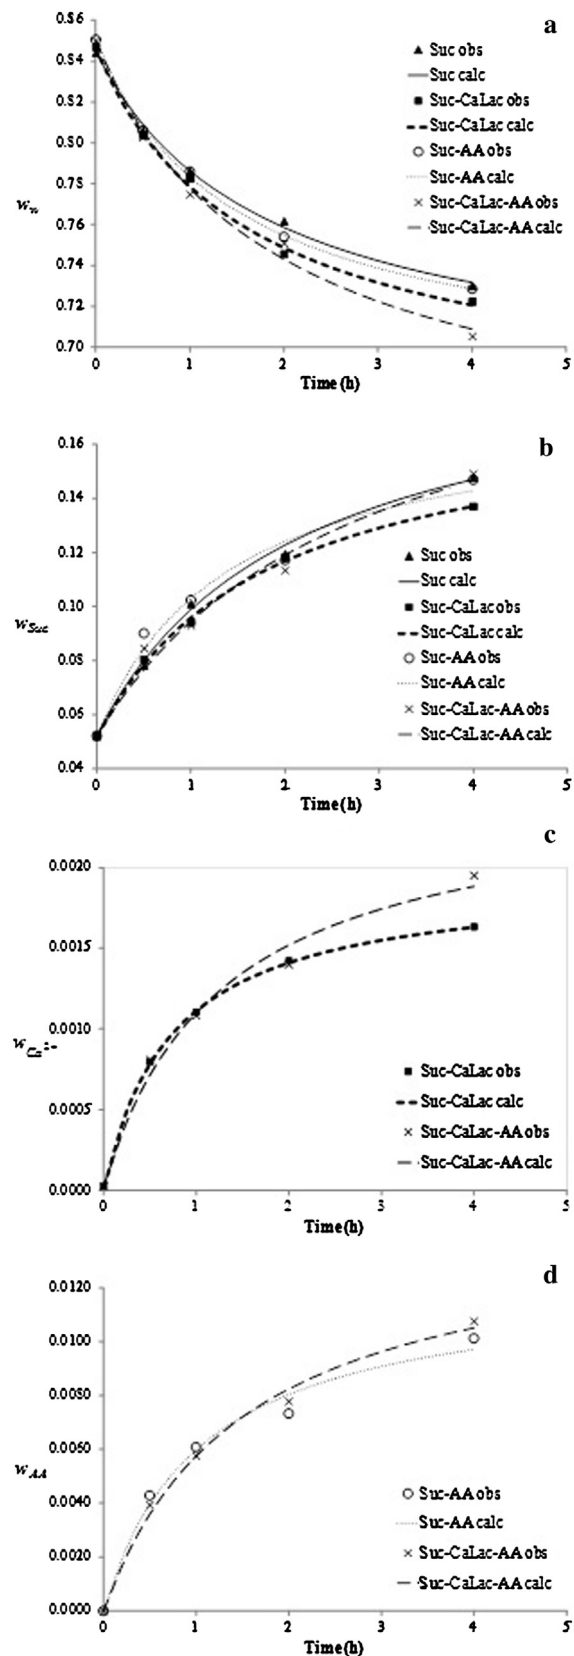 a
0.56
0.54
0.52
0.50
0.78
0.76
0.74
0.72
0.70
w_w
0
1
2
3
4
5
Time (h)
Suc obs
Suc calc
Suc-CaLac obs
Suc-CaLac calc
Suc-AA obs
Suc-AA calc
Suc-CaLac-AA obs
Suc-CaLac-AA calc
b
0.16
0.14
0.12
0.10
0.08
0.06
0.04
w_Suc
0
1
2
3
4
5
Time (h)
Suc obs
Suc calc
Suc-CaLac obs
Suc-CaLac calc
Suc-AA obs
Suc-AA calc
Suc-CaLac-AA obs
Suc-CaLac-AA calc
c
0.0020
0.0015
0.0010
0.0005
0.0000
w_Ca²⁺
0
1
2
3
4
5
Time (h)
Suc-CaLac obs
Suc-CaLac calc
Suc-CaLac-AA obs
Suc-CaLac-AA calc
d
0.0120
0.0100
0.0080
0.0060
0.0040
0.0020
0.0000
w_AA
0
1
2
3
4
5
Time (h)
Suc-AA obs
Suc-AA calc
Suc-CaLac-AA obs
Suc-CaLac-AA calc